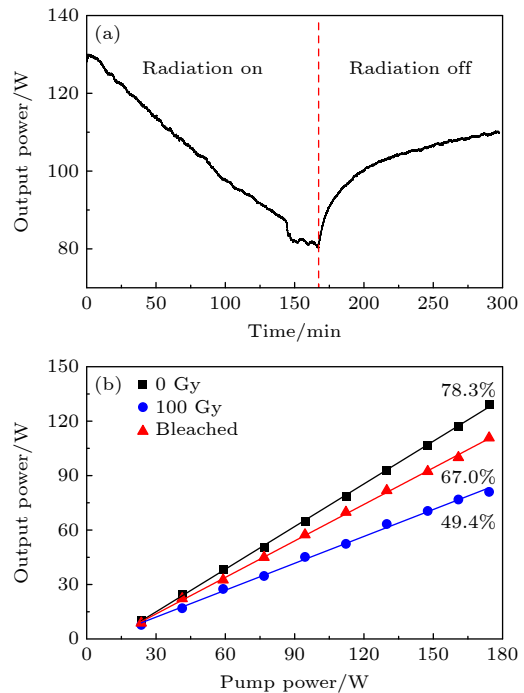 140
(a)
Radiation on
Radiation off
120
100
80
Output power/W
0
50
100
150
200
250
300
Time/min
150
(b)
0 Gy
100 Gy
Bleached
78.3%
67.0%
49.4%
120
90
60
30
0
Output power/W
0
30
60
90
120
150
180
Pump power/W